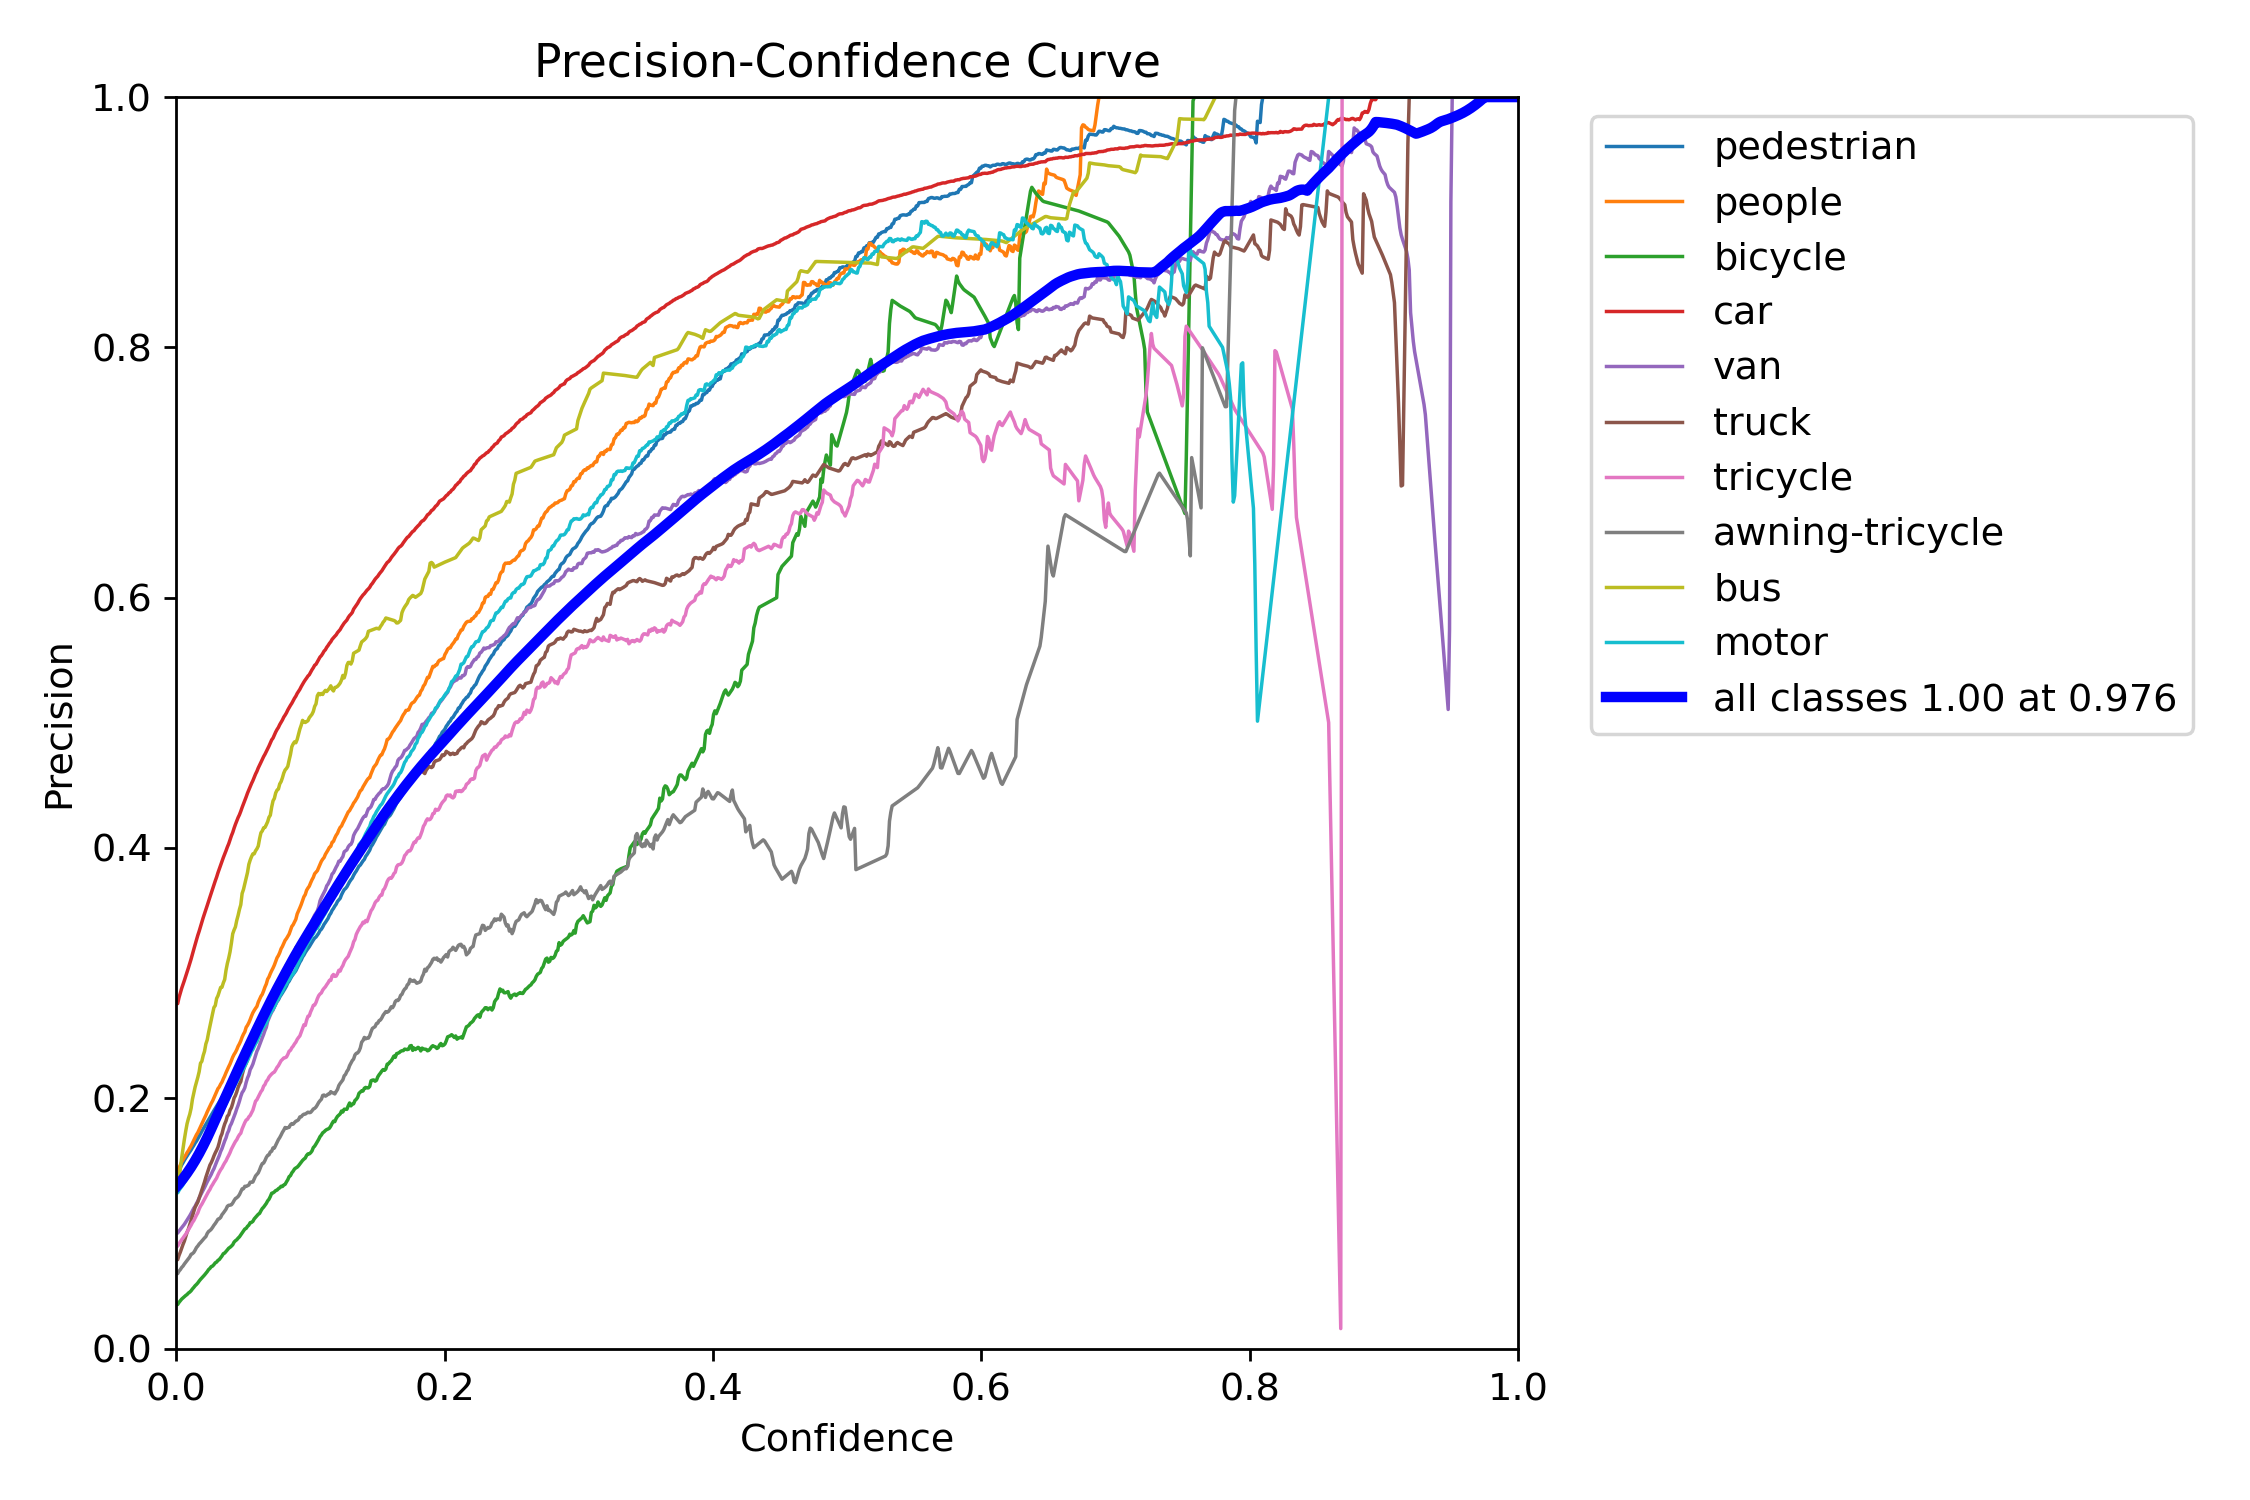 Precision-Confidence Curve
1.0
0.8
0.6
0.4
0.2
0.0
Precision
0.0 0.2 0.4 0.6 0.8 1.0
Confidence
pedestrian
people
bicycle
car
van
truck
tricycle
awning-tricycle
bus
motor
all classes 1.00 at 0.976